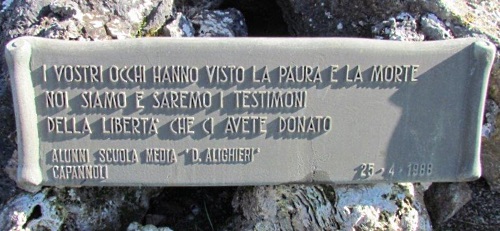 I VOSTRI OCCHI HANNO VISTO LA PAURA E LA MORTE
NOI SIAMO E SAREMO I TESTIMONI
DELLA LIBERTA' CHE CI AVETE DONATO
ALUNNI SCUOLA MEDIA "D. ALIGHIERI"
CAPANNOLI
25-4-1988